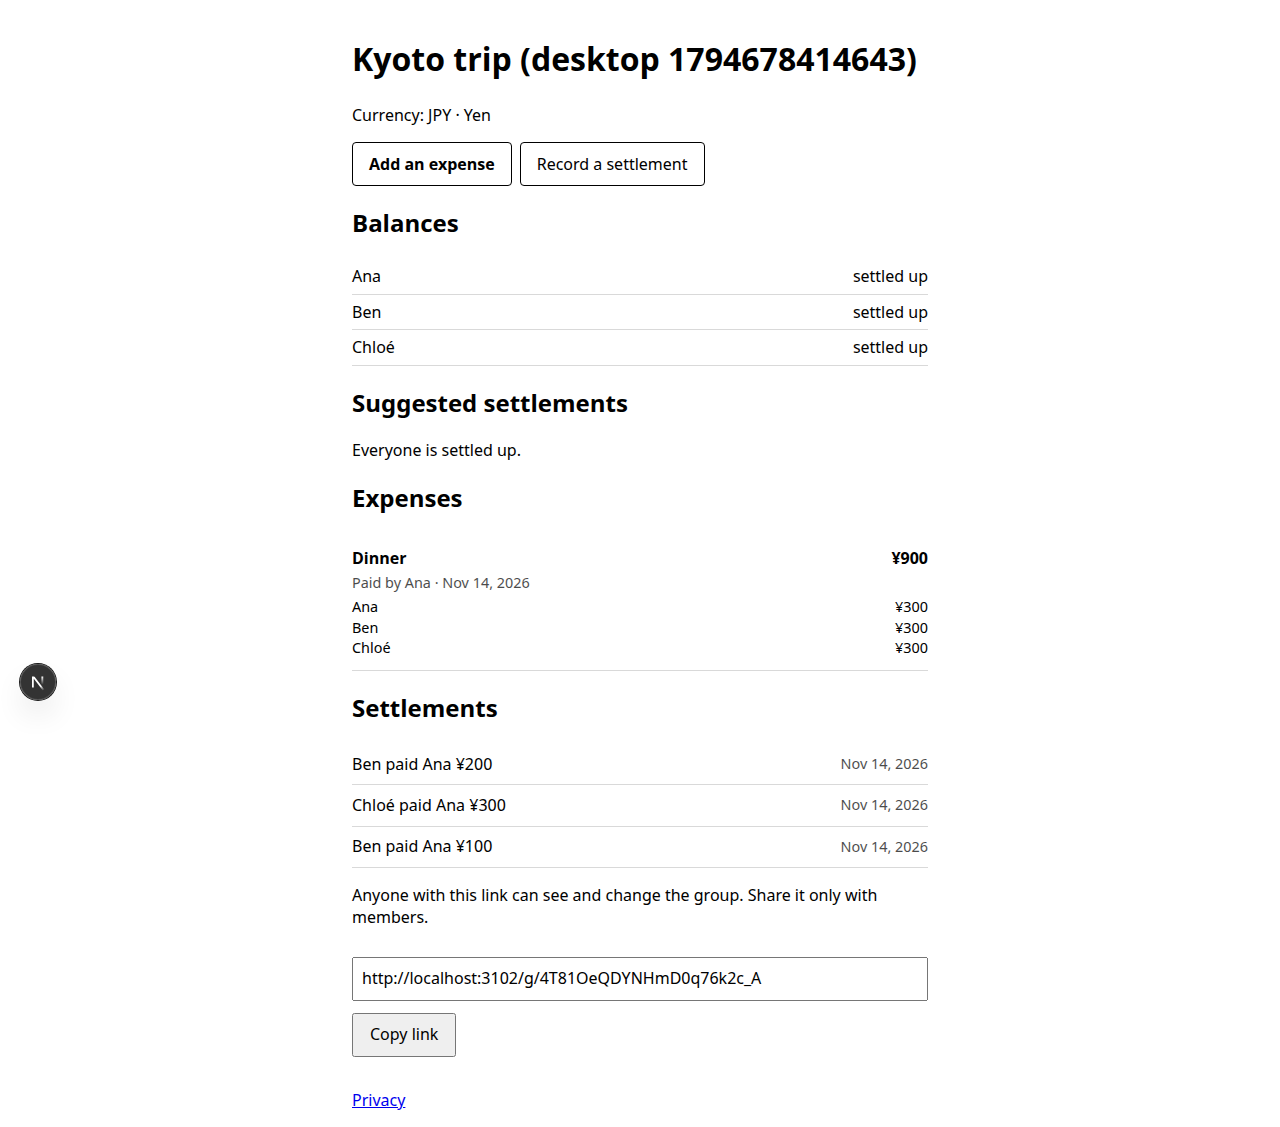 Kyoto trip (desktop 1794678414643)
Currency: JPY · Yen
Add an expense
Record a settlement
Balances
Ana settled up
Ben settled up
Chloé settled up
Suggested settlements
Everyone is settled up.
Expenses
Dinner ¥900
Paid by Ana · Nov 14, 2026
Ana ¥300
Ben ¥300
Chloé ¥300
N
Settlements
Ben paid Ana ¥200 Nov 14, 2026
Chloé paid Ana ¥300 Nov 14, 2026
Ben paid Ana ¥100 Nov 14, 2026
Anyone with this link can see and change the group. Share it only with
members.
http://localhost:3102/g/4T81OeQDYNHmD0q76k2c_A
Copy link
Privacy